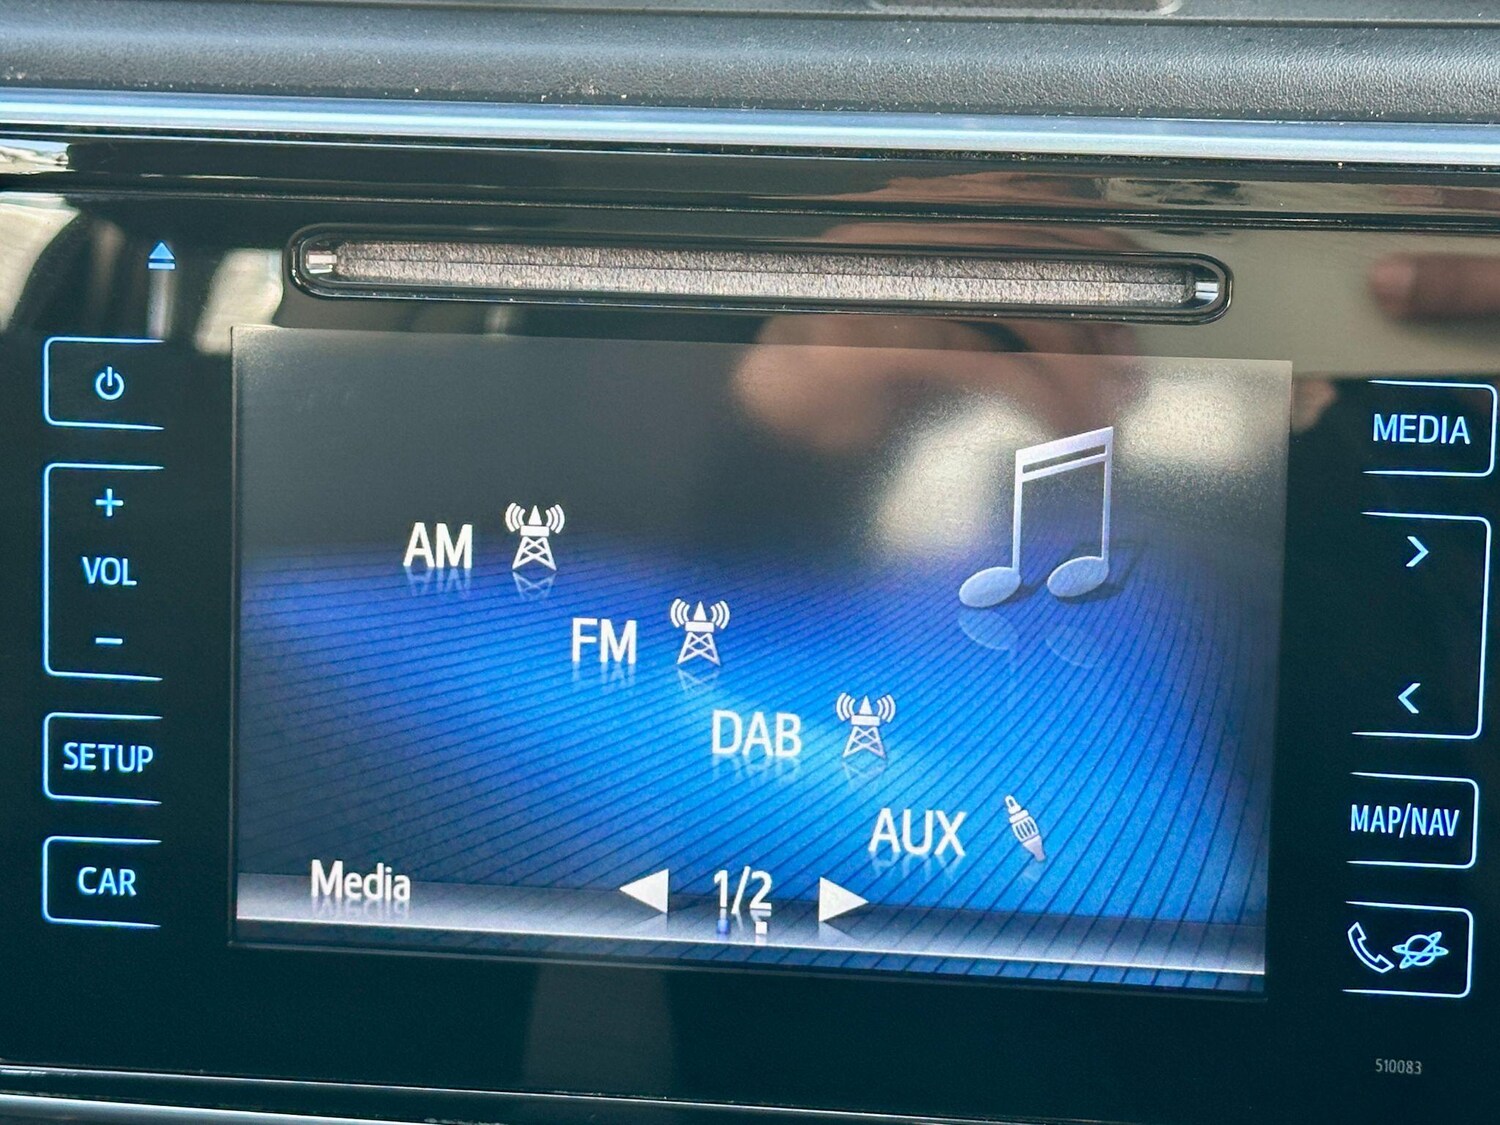 MEDIA
+
VOL
-
AM
FM
SETUP
DAB
MAP/NAV
AUX
CAR
Media
1/2
510083